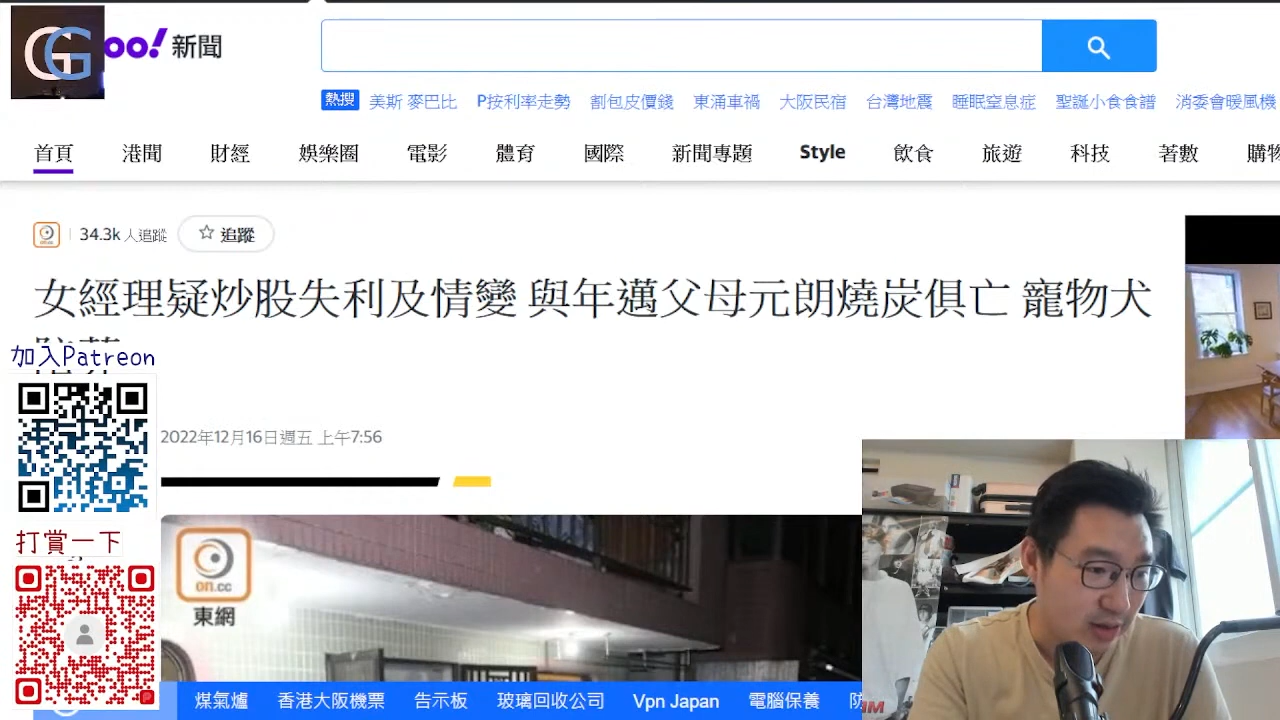 GG
oo! 新聞
熱搜 美斯 麥巴比 P按利率走勢 割包皮價錢 東涌車禍 大阪民宿 台灣地震 睡眠窒息症 聖誕小食食譜 消委會暖風機
首頁 港聞 財經 娛樂圈 電影 體育 國際 新聞專題 Style 飲食 旅遊 科技 著數 購物
34.3k 人追蹤 ☆ 追蹤
女經理疑炒股失利及情變 與年邁父母元朗燒炭俱亡 寵物犬
加入Patreon
2022年12月16日週五 上午7:56
打賞一下
on.cc
東網
煤氣爐 香港大阪機票 告示板 玻璃回收公司 Vpn Japan 電腦保養 防